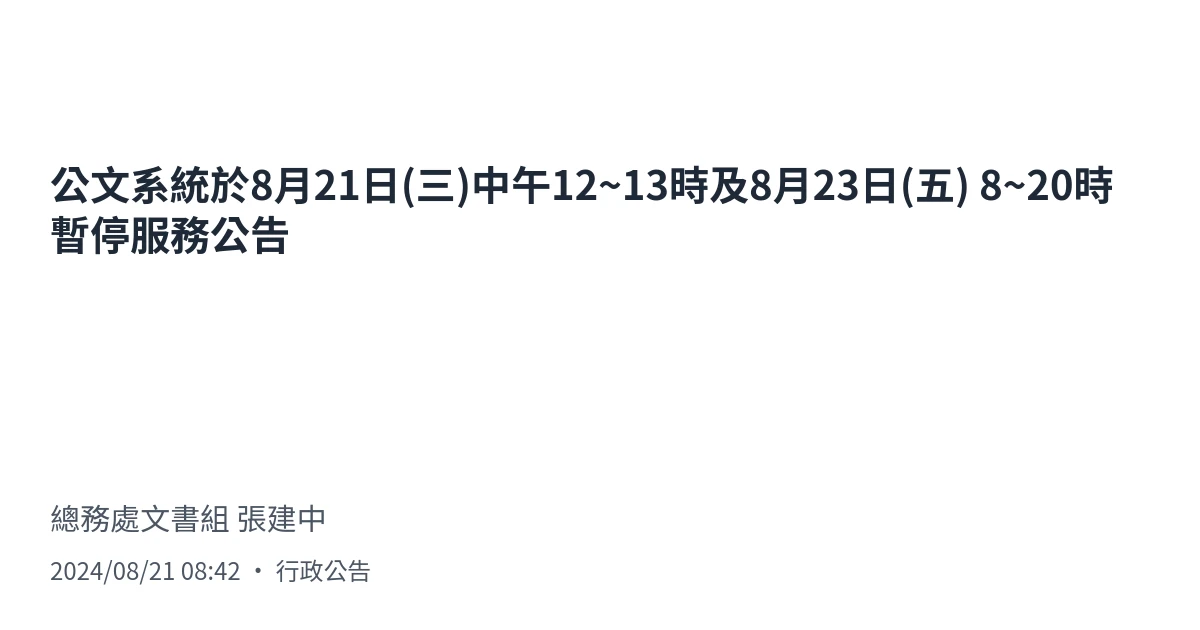 公文系統於8月21日(三)中午12~13時及8月23日(五) 8~20時
暫停服務公告
總務處文書組 張建中
2024/08/21 08:42 ・ 行政公告